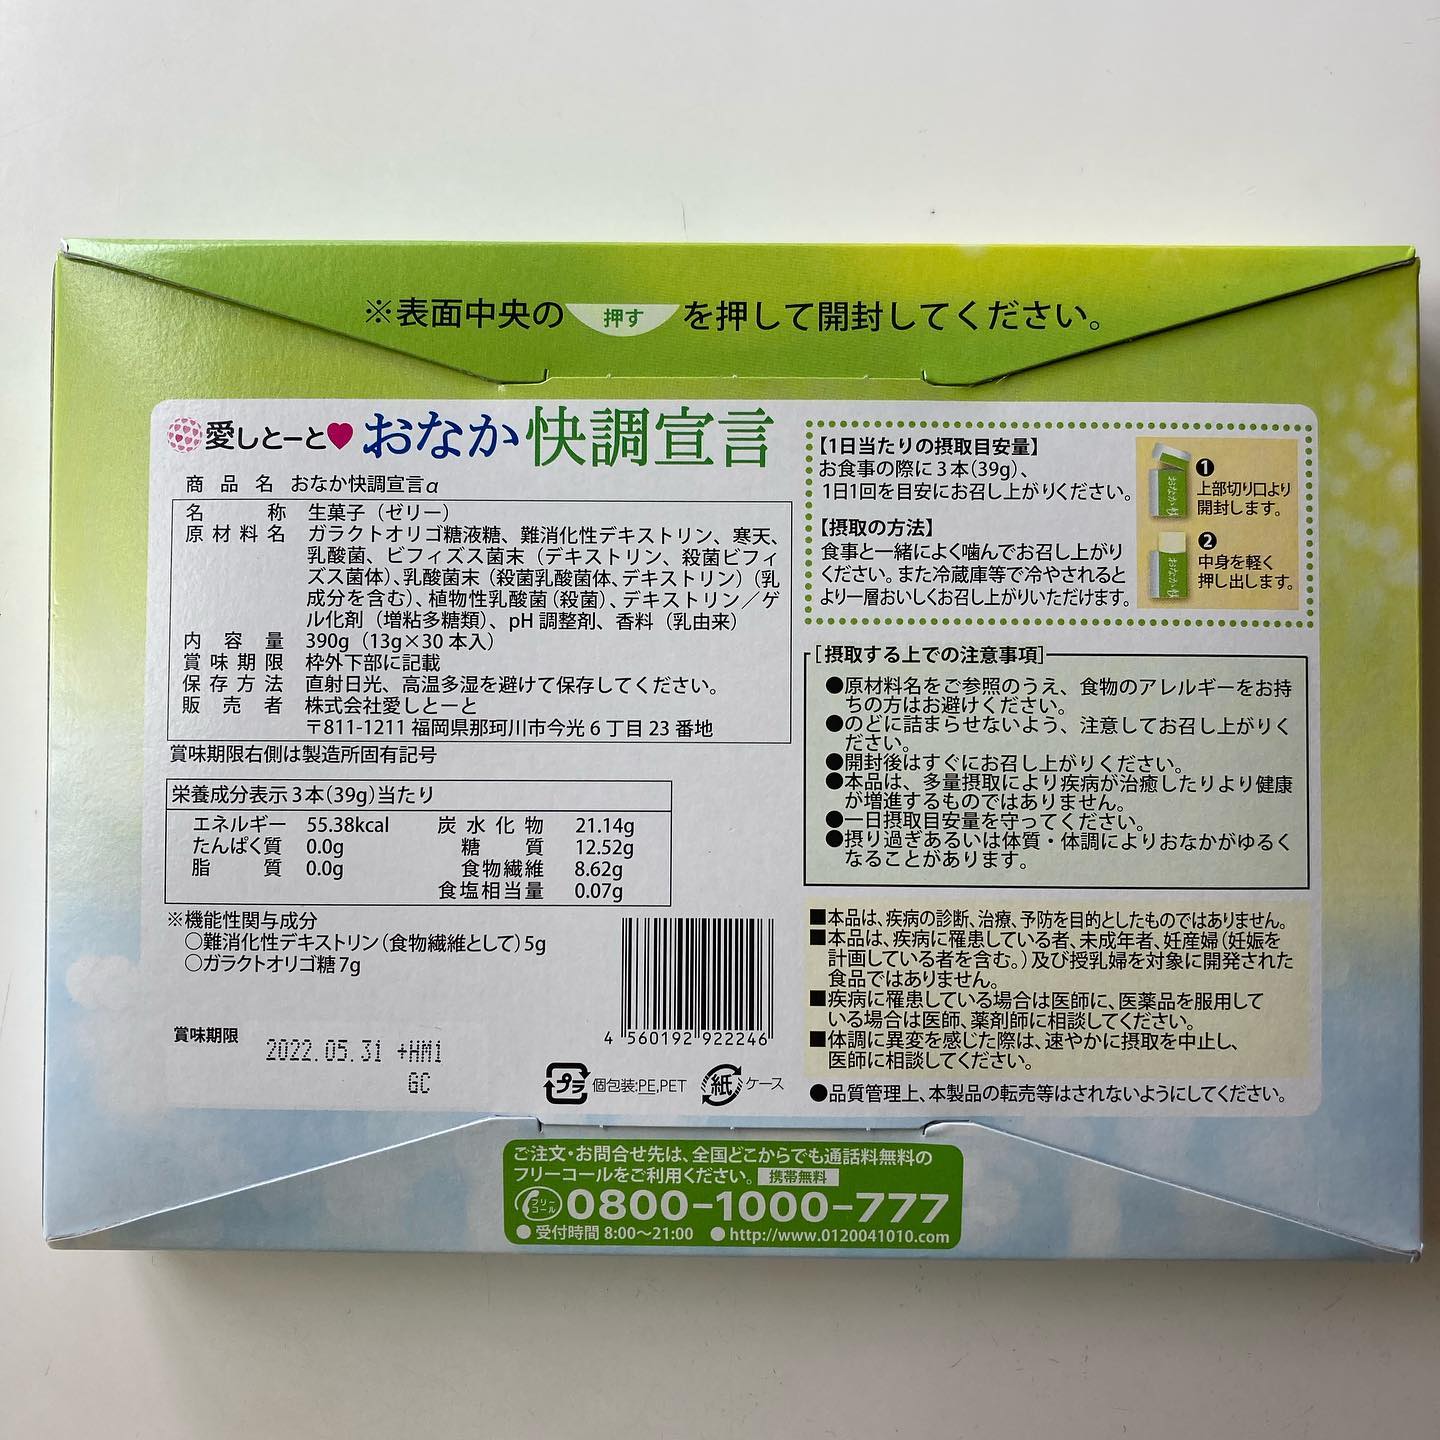 ※表面中央の 押す を押して開封してください。
愛しとーと おなか快調宣言
商品名 おなか快調宣言α
名称 生菓子（ゼリー）
原材料名 ガラクトオリゴ糖液糖、難消化性デキストリン、寒天、
乳酸菌、ビフィズス菌末（デキストリン、殺菌ビフィ
ズス菌体）、乳酸菌末（殺菌乳酸菌体、デキストリン）（乳
成分を含む）、植物性乳酸菌（殺菌）、デキストリン／ゲ
ル化剤（増粘多糖類）、pH調整剤、香料（乳由来）
内容量 390g（13g×30本入）
賞味期限 枠外下部に記載
保存方法 直射日光、高温多湿を避けて保存してください。
販売者 株式会社愛しとーと
〒811-1211 福岡県那珂川市今光6丁目23番地
賞味期限右側は製造所固有記号
栄養成分表示3本（39g）当たり
エネルギー 55.38kcal 炭水化物 21.14g
たんぱく質 0.0g 糖質 12.52g
脂質 0.0g 食物繊維 8.62g
食塩相当量 0.07g
※機能性関与成分
○難消化性デキストリン（食物繊維として）5g
○ガラクトオリゴ糖7g
賞味期限 2022.05.31 +HM1
GC
4 560192 922246
プラ 個包装:PE,PET 紙 ケース
【1日当たりの摂取目安量】
お食事の際に3本（39g）、
1日1回を目安にお召し上がりください。
【摂取の方法】
食事と一緒によく噛んでお召し上がり
ください。また冷蔵庫等で冷やされると
より一層おいしくお召し上がりいただけます。
❶
上部切り口より
開封します。
❷
中身を軽く
押し出します。
［摂取する上での注意事項］
●原材料名をご参照のうえ、食物のアレルギーをお持
ちの方はお避けください。
●のどに詰まらせないよう、注意してお召し上がりく
ださい。
●開封後はすぐにお召し上がりください。
●本品は、多量摂取により疾病が治癒したりより健康
が増進するものではありません。
●一日摂取目安量を守ってください。
●摂り過ぎあるいは体質・体調によりおなかがゆるく
なることがあります。
■本品は、疾病の診断、治療、予防を目的としたものではありません。
■本品は、疾病に罹患している者、未成年者、妊産婦（妊娠を
計画している者を含む。）及び授乳婦を対象に開発された
食品ではありません。
■疾病に罹患している場合は医師に、医薬品を服用して
いる場合は医師、薬剤師に相談してください。
■体調に異変を感じた際は、速やかに摂取を中止し、
医師に相談してください。
●品質管理上、本製品の転売等はされないようにしてください。
ご注文・お問合せ先は、全国どこからでも通話料無料の
フリーコールをご利用ください。 携帯無料
フリーコール 0800-1000-777
●受付時間 8:00〜21:00 ●http://www.0120041010.com